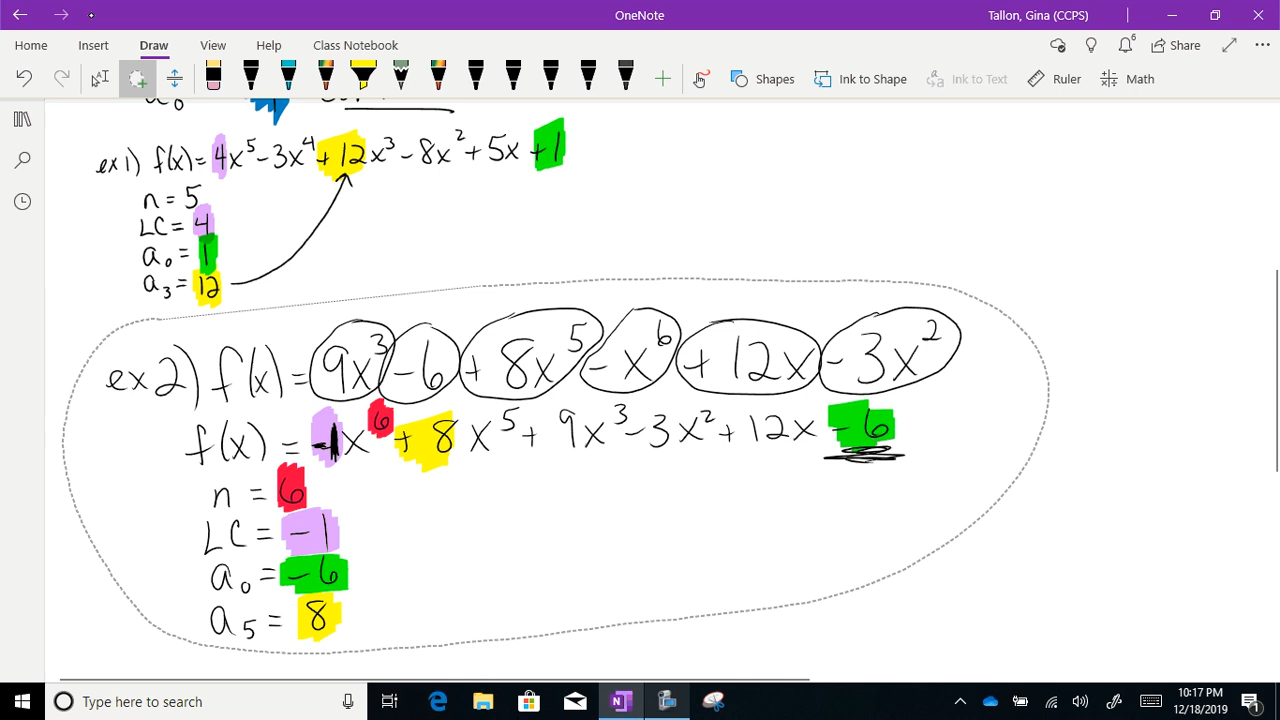 OneNote
Tallon, Gina (CCPS)
Home Insert Draw View Help Class Notebook
6
Share
Shapes Ink to Shape Ink to Text Ruler Math
a₀
ex 1) f(x) = 4x⁵ - 3x⁴ + 12x³ - 8x² + 5x + 1
n = 5
LC = 4
a₀ = 1
a₃ = 12
ex 2) f(x) = 9x³ - 6 + 8x⁵ - x⁶ + 12x - 3x²
f(x) = -1x⁶ + 8x⁵ + 9x³ - 3x² + 12x - 6
n = 6
LC = -1
a₀ = -6
a₅ = 8
Type here to search
10:17 PM
12/18/2019
1